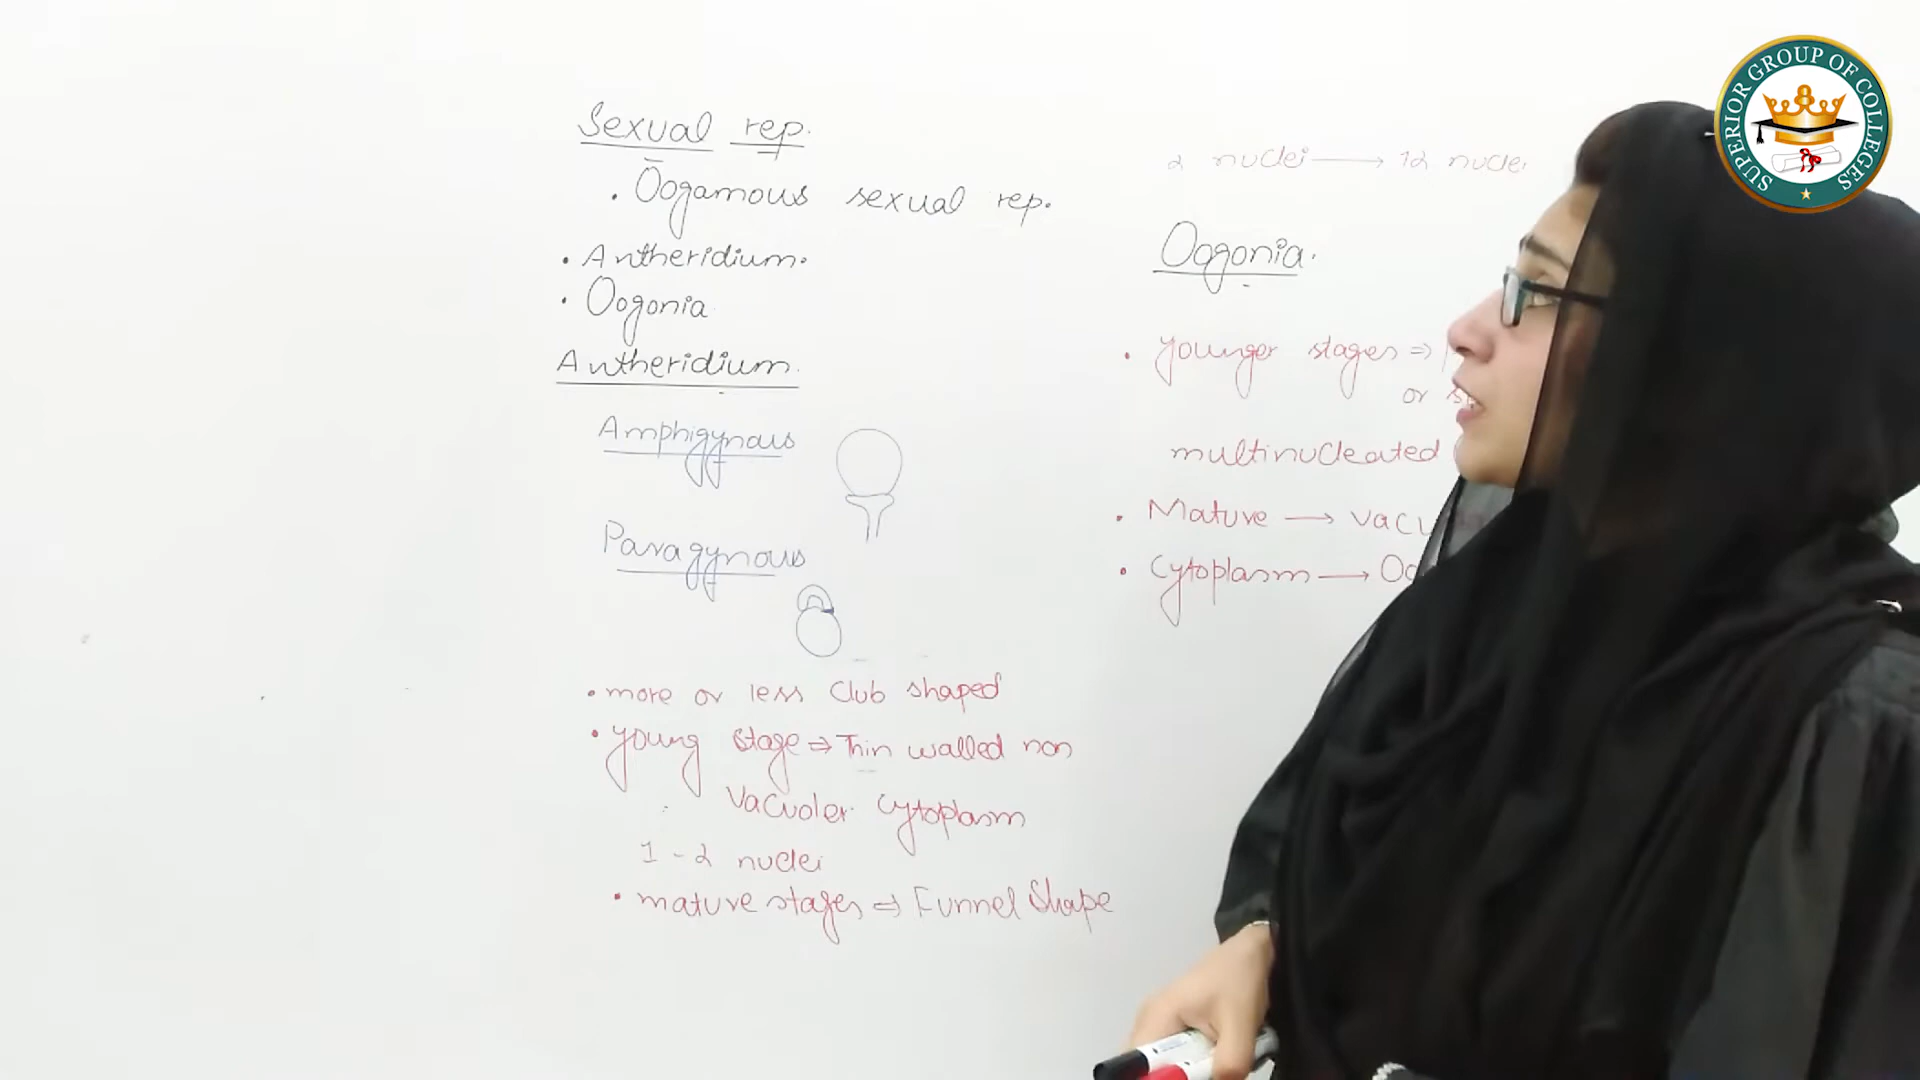 Sexual rep.
• Oogamous sexual rep.
• Antheridium.
• Oogonia
Antheridium.
Amphigynous
Paragynous
• more or less Club shaped
• young stage ⇒ Thin walled non
Vacuoler cytoplasm
1 - 2 nuclei
• mature stages ⇒ Funnel Shape
2 nuclei → 12 nuclei
Oogonia.
• younger stages ⇒
or
multinucleated
• Mature →
• Cytoplasm →
SUPERIOR GROUP OF COLLEGES